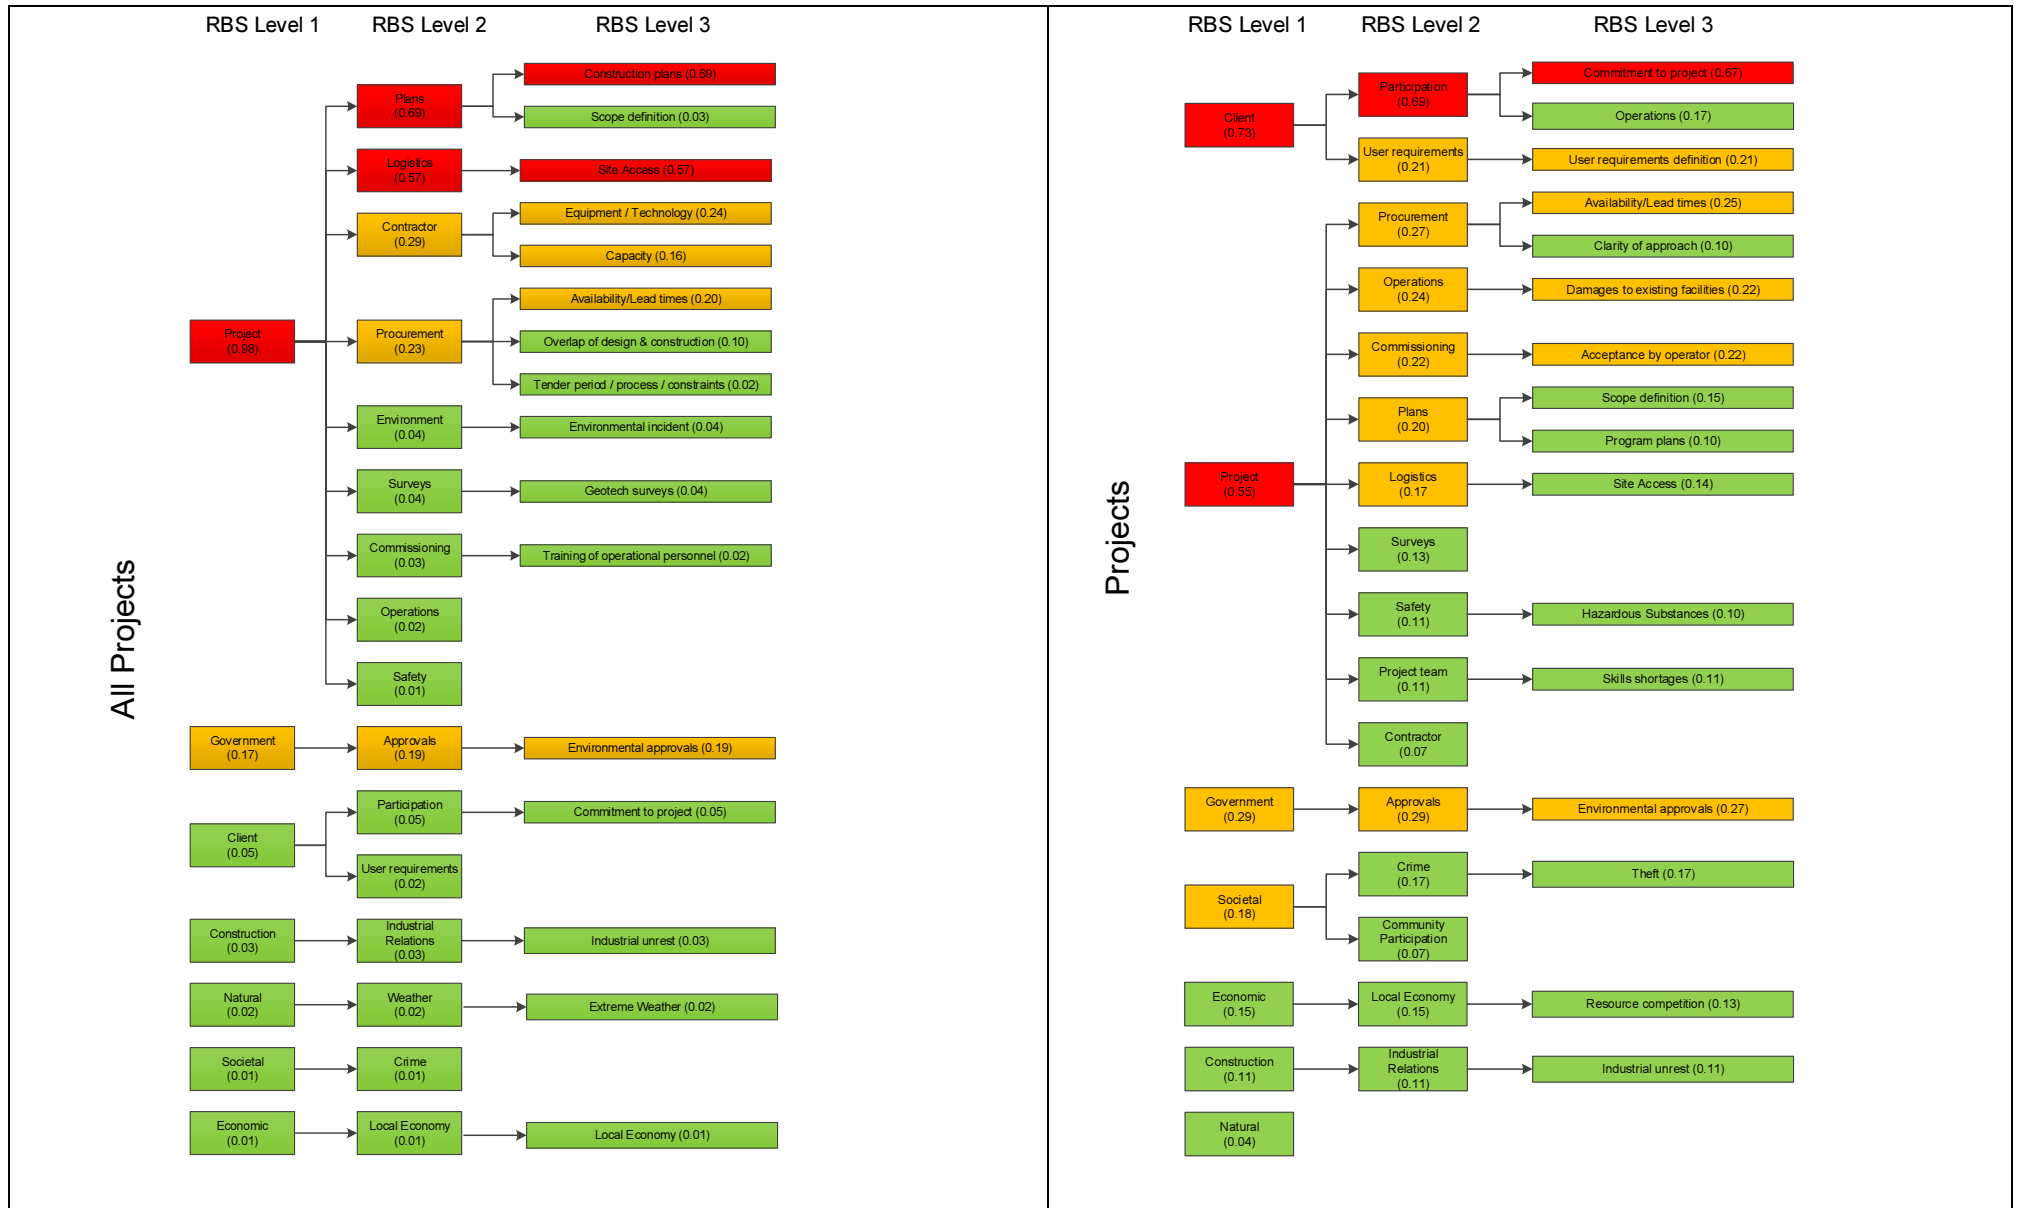 RBS Level 1
RBS Level 2
RBS Level 3
All Projects
Project
(0.98)
Plans
(0.69)
Construction plans (0.69)
Scope definition (0.03)
Logistics
(0.57)
Site Access (0.57)
Contractor
(0.29)
Equipment / Technology (0.24)
Capacity (0.16)
Procurement
(0.23)
Availability/Lead times (0.20)
Overlap of design & construction (0.10)
Tender period / process / constraints (0.02)
Environment
(0.04)
Environmental incident (0.04)
Surveys
(0.04)
Geotech surveys (0.04)
Commissioning
(0.03)
Training of operational personnel (0.02)
Operations
(0.02)
Safety
(0.01)
Government
(0.17)
Approvals
(0.19)
Environmental approvals (0.19)
Client
(0.05)
Participation
(0.05)
Commitment to project (0.05)
User requirements
(0.02)
Construction
(0.03)
Industrial
Relations
(0.03)
Industrial unrest (0.03)
Natural
(0.02)
Weather
(0.02)
Extreme Weather (0.02)
Societal
(0.01)
Crime
(0.01)
Economic
(0.01)
Local Economy
(0.01)
Local Economy (0.01)
RBS Level 1
RBS Level 2
RBS Level 3
Projects
Client
(0.73)
Participation
(0.69)
Commitment to project (0.67)
Operations (0.17)
User requirements
(0.21)
User requirements definition (0.21)
Project
(0.55)
Procurement
(0.27)
Availability/Lead times (0.25)
Clarity of approach (0.10)
Operations
(0.24)
Damages to existing facilities (0.22)
Commissioning
(0.22)
Acceptance by operator (0.22)
Plans
(0.20)
Scope definition (0.15)
Program plans (0.10)
Logistics
(0.17
Site Access (0.14)
Surveys
(0.13)
Safety
(0.11)
Hazardous Substances (0.10)
Project team
(0.11)
Skills shortages (0.11)
Contractor
(0.07
Government
(0.29)
Approvals
(0.29)
Environmental approvals (0.27)
Societal
(0.18)
Crime
(0.17)
Theft (0.17)
Community
Participation
(0.07)
Economic
(0.15)
Local Economy
(0.15)
Resource competition (0.13)
Construction
(0.11)
Industrial
Relations
(0.11)
Industrial unrest (0.11)
Natural
(0.04)